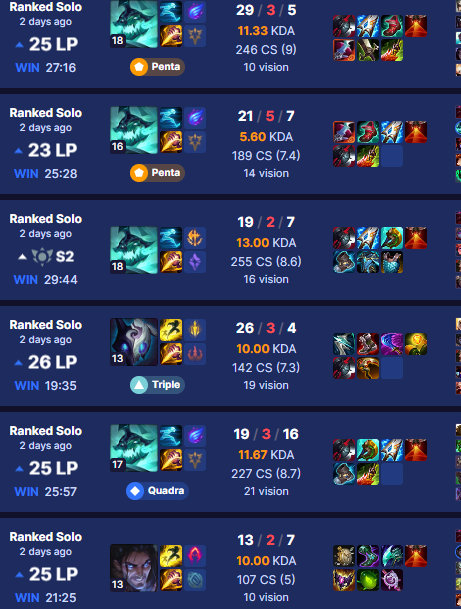 Ranked Solo
2 days ago
25 LP
WIN 27:16
18
Penta
29 / 3 / 5
11.33 KDA
246 CS (9)
10 vision
Ranked Solo
2 days ago
23 LP
WIN 25:28
16
Penta
21 / 5 / 7
5.60 KDA
189 CS (7.4)
14 vision
Ranked Solo
2 days ago
S2
WIN 29:44
18
19 / 2 / 7
13.00 KDA
255 CS (8.6)
16 vision
Ranked Solo
2 days ago
26 LP
WIN 19:35
13
Triple
26 / 3 / 4
10.00 KDA
142 CS (7.3)
19 vision
Ranked Solo
2 days ago
25 LP
WIN 25:57
17
Quadra
19 / 3 / 16
11.67 KDA
227 CS (8.7)
21 vision
Ranked Solo
2 days ago
25 LP
WIN 21:25
13
13 / 2 / 7
10.00 KDA
107 CS (5)
10 vision